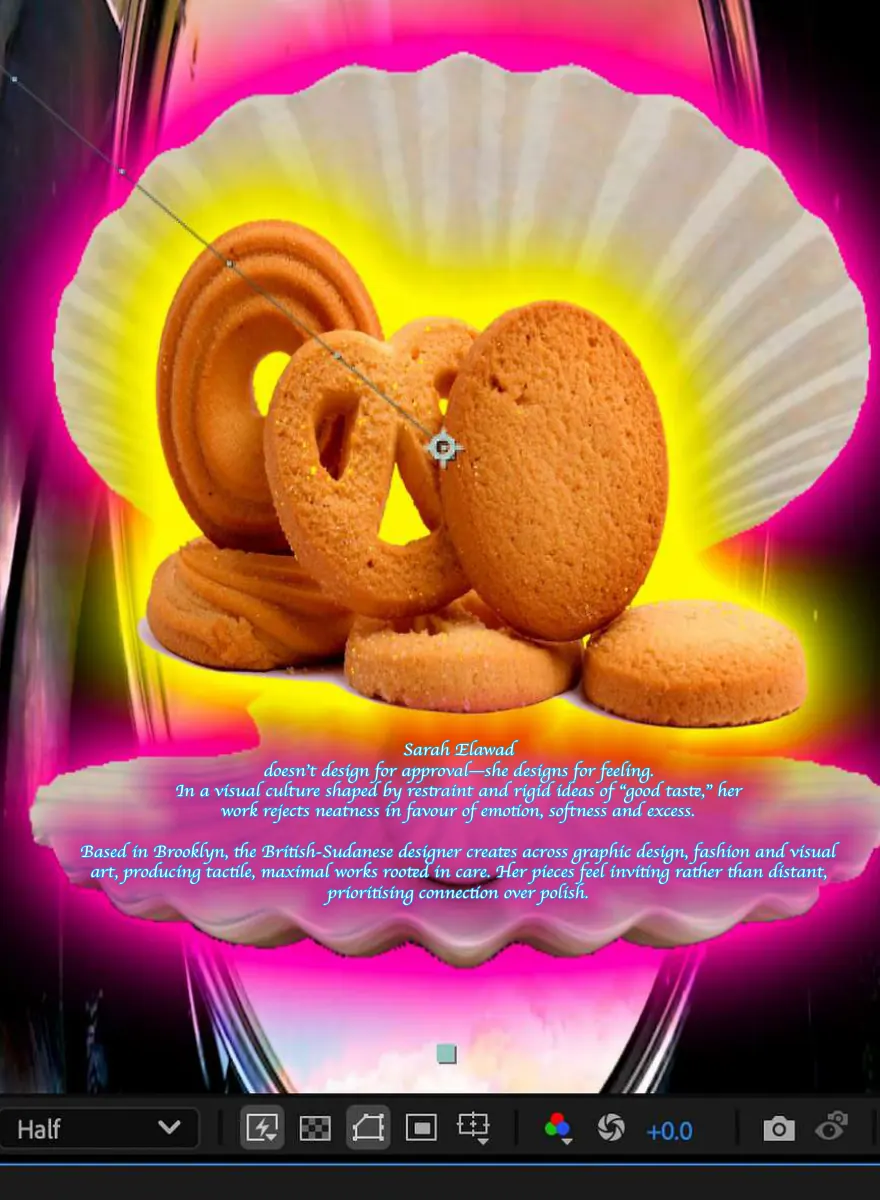 Sarah Elawad
doesn't design for approval—she designs for feeling.
In a visual culture shaped by restraint and rigid ideas of “good taste,” her
work rejects neatness in favour of emotion, softness and excess.
Based in Brooklyn, the British-Sudanese designer creates across graphic design, fashion and visual
art, producing tactile, maximal works rooted in care. Her pieces feel inviting rather than distant,
prioritising connection over polish.
Half
+0.0